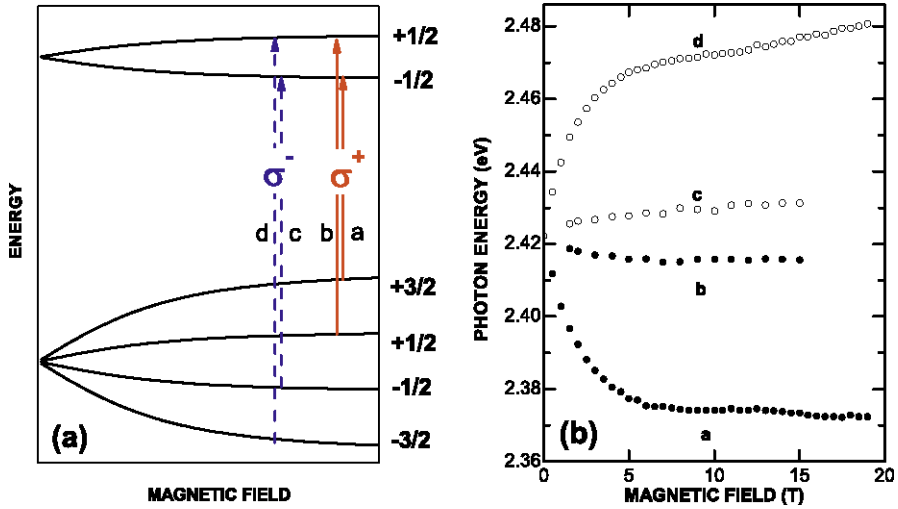 +1/2
-1/2
σ⁻
σ⁺
d c b a
+3/2
+1/2
-1/2
-3/2
ENERGY
(a)
MAGNETIC FIELD
2.48
2.46
2.44
2.42
2.40
2.38
2.36
PHOTON ENERGY (eV)
d
c
b
a
(b)
0 5 10 15 20
MAGNETIC FIELD (T)